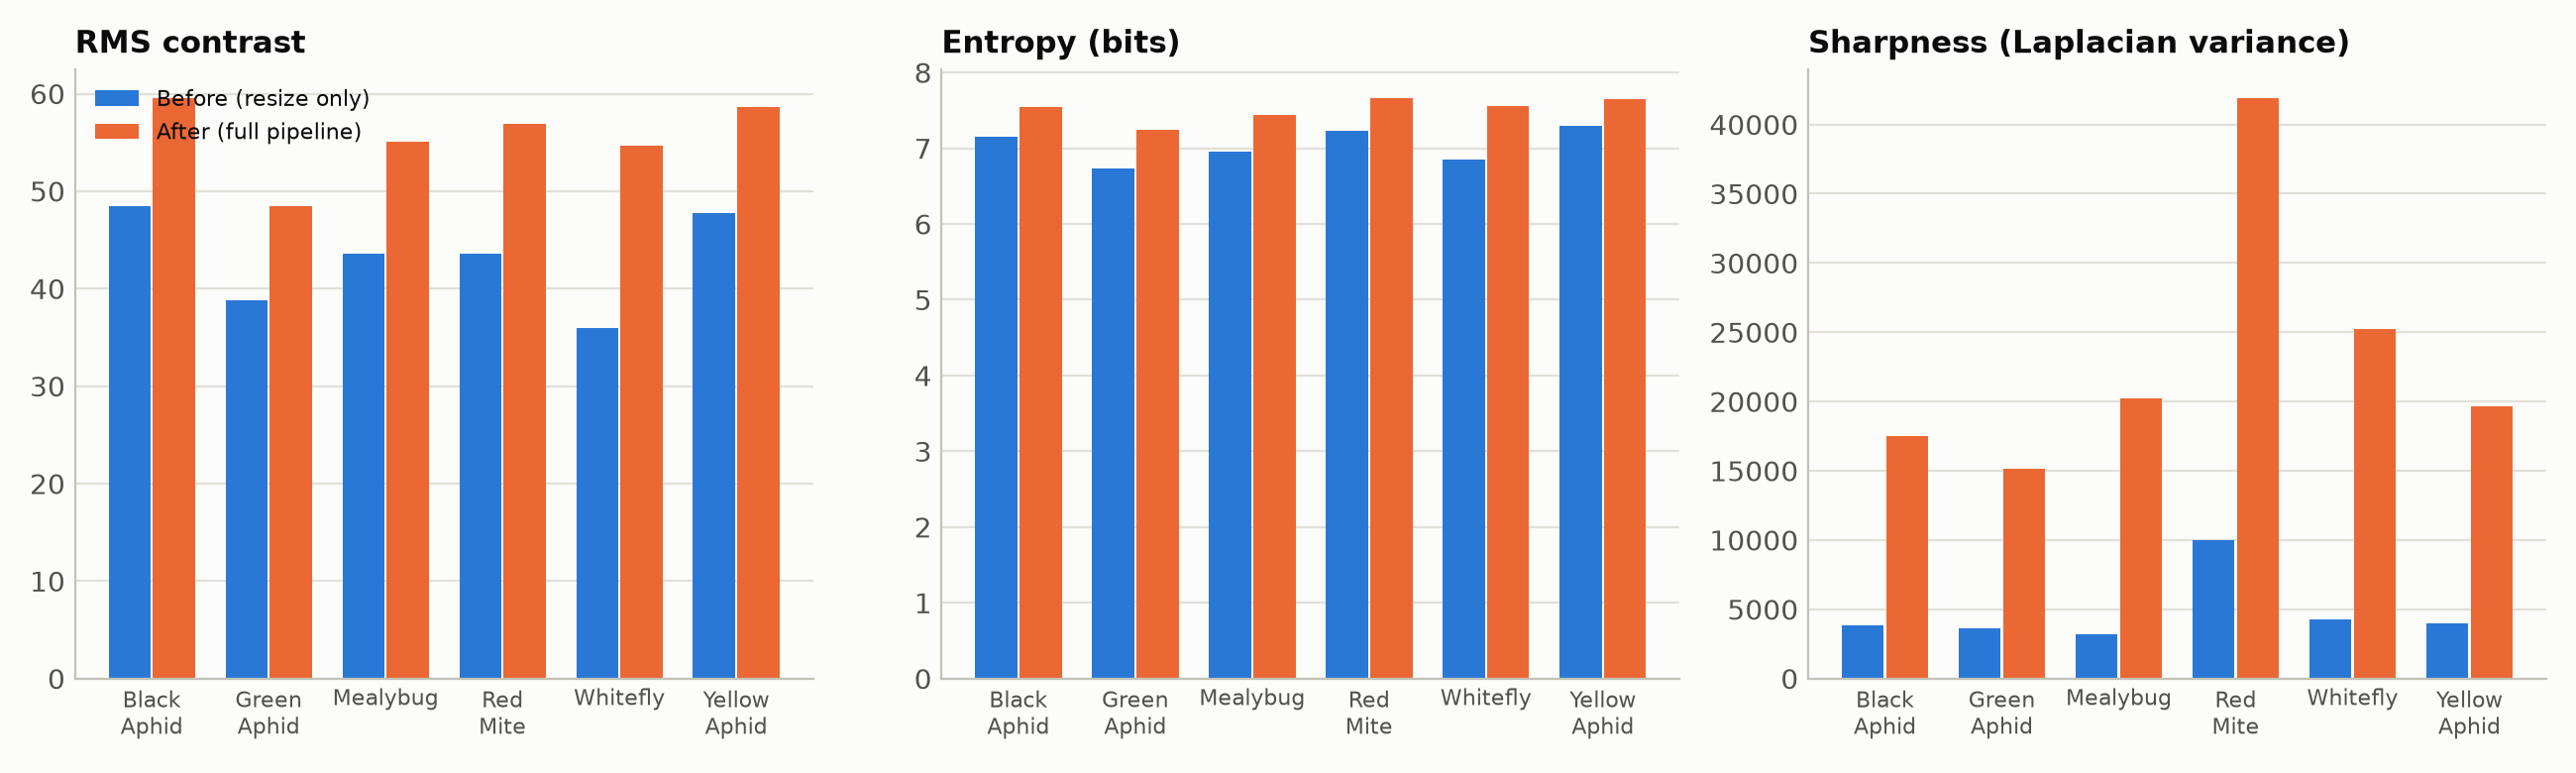 RMS contrast
60
50
40
30
20
10
0
Before (resize only)
After (full pipeline)
Black
Aphid
Green
Aphid
Mealybug
Red
Mite
Whitefly
Yellow
Aphid
Entropy (bits)
8
7
6
5
4
3
2
1
0
Black
Aphid
Green
Aphid
Mealybug
Red
Mite
Whitefly
Yellow
Aphid
Sharpness (Laplacian variance)
40000
35000
30000
25000
20000
15000
10000
5000
0
Black
Aphid
Green
Aphid
Mealybug
Red
Mite
Whitefly
Yellow
Aphid